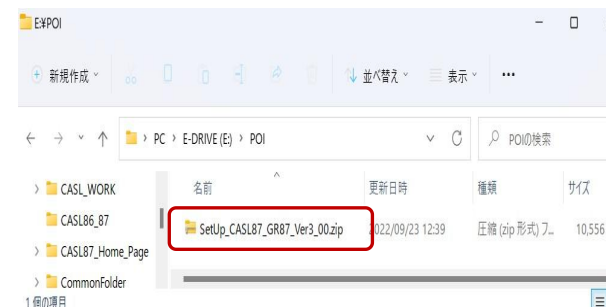 E:¥POI
新規作成
並べ替え 表示 ...
PC > E-DRIVE (E:) > POI POIの検索
名前 更新日時 種類 サイズ
CASL_WORK
CASL86_87
CASL87_Home_Page
CommonFolder
SetUp_CASL87_GR87_Ver3_00.zip 2022/09/23 12:39 圧縮 (zip 形式) フ... 10,556
1 個の項目